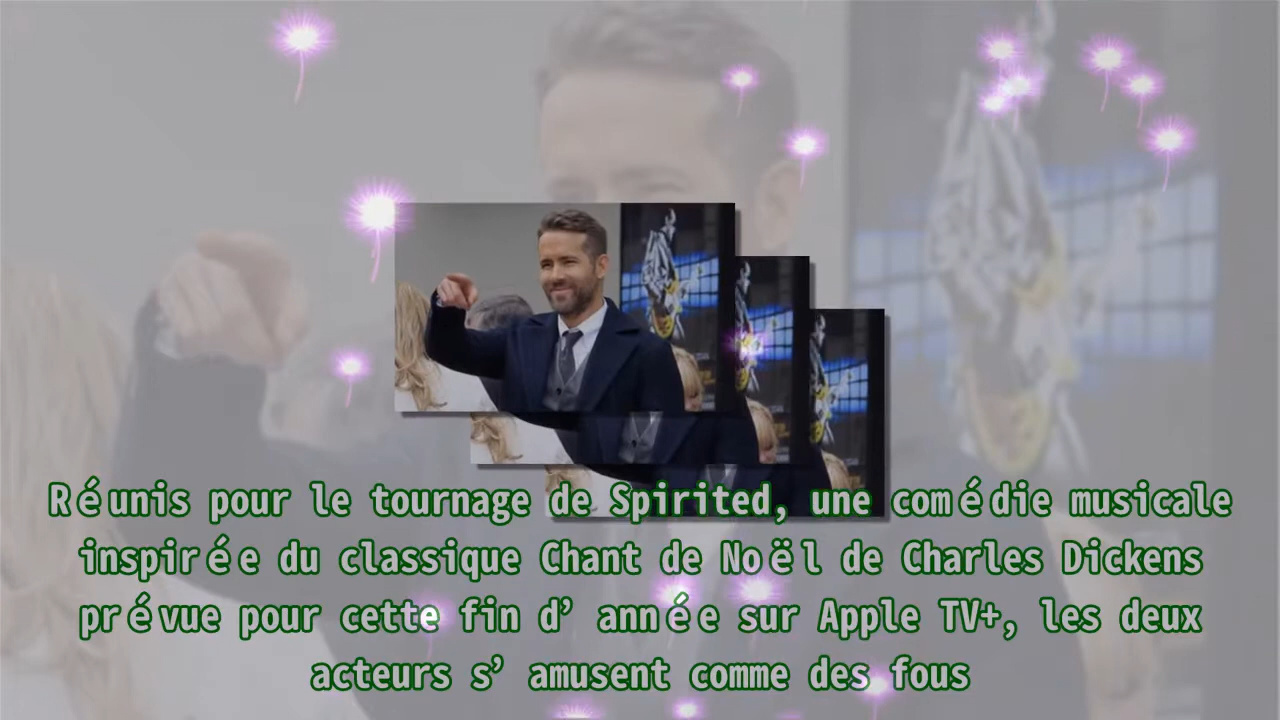 Réunis pour le tournage de Spirited, une comédie musicale
inspirée du classique Chant de Noël de Charles Dickens
prévue pour cette fin d’ année sur Apple TV+, les deux
acteurs s’ amusent comme des fous